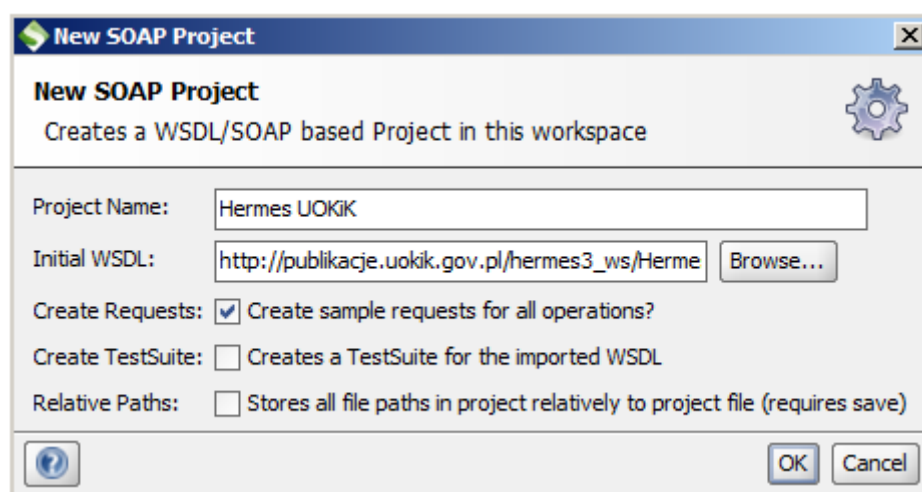 New SOAP Project
New SOAP Project
Creates a WSDL/SOAP based Project in this workspace
Project Name: Hermes UOKiK
Initial WSDL: http://publikacje.uokik.gov.pl/hermes3_ws/Herme Browse...
Create Requests: Create sample requests for all operations?
Create TestSuite: Creates a TestSuite for the imported WSDL
Relative Paths: Stores all file paths in project relatively to project file (requires save)
? OK Cancel